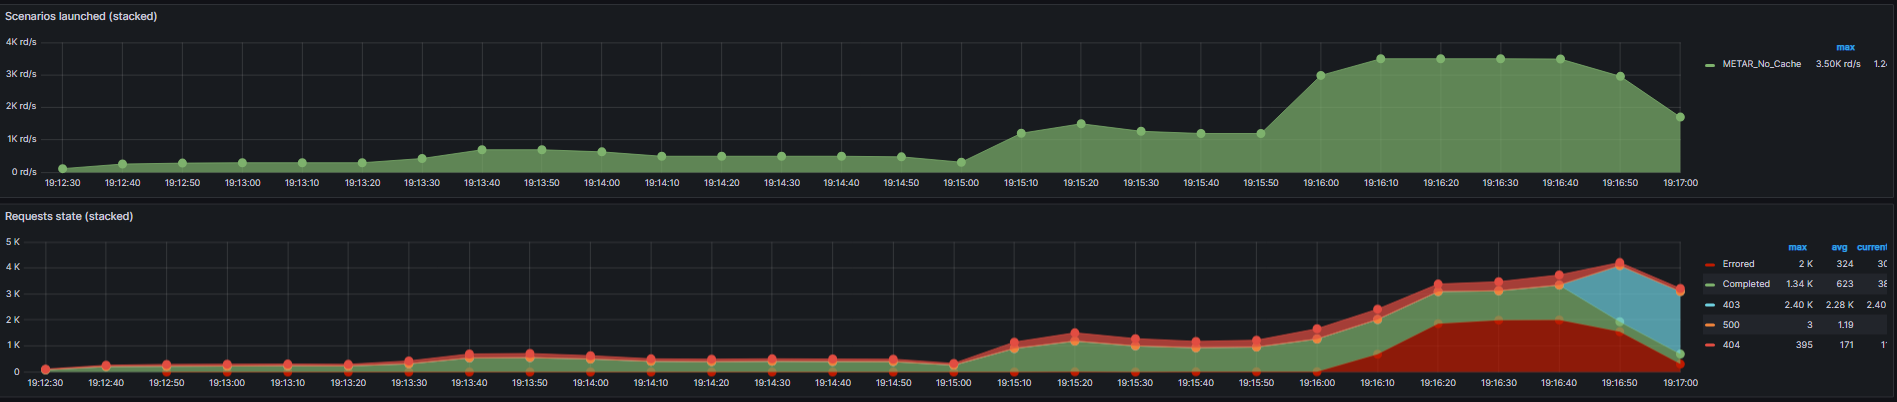 Scenarios launched (stacked)
4K rd/s
3K rd/s
2K rd/s
1K rd/s
0 rd/s
19:12:30 19:12:40 19:12:50 19:13:00 19:13:10 19:13:20 19:13:30 19:13:40 19:13:50 19:14:00 19:14:10 19:14:20 19:14:30 19:14:40 19:14:50 19:15:00 19:15:10 19:15:20 19:15:30 19:15:40 19:15:50 19:16:00 19:16:10 19:16:20 19:16:30 19:16:40 19:16:50 19:17:00
max
METAR_No_Cache 3.50K rd/s
Requests state (stacked)
5 K
4 K
3 K
2 K
1 K
0
19:12:30 19:12:40 19:12:50 19:13:00 19:13:10 19:13:20 19:13:30 19:13:40 19:13:50 19:14:00 19:14:10 19:14:20 19:14:30 19:14:40 19:14:50 19:15:00 19:15:10 19:15:20 19:15:30 19:15:40 19:15:50 19:16:00 19:16:10 19:16:20 19:16:30 19:16:40 19:16:50 19:17:00
max avg current
Errored 2 K 324
Completed 1.34 K 623
403 2.40 K 2.28 K 2.40
500 3 1.19
404 395 171